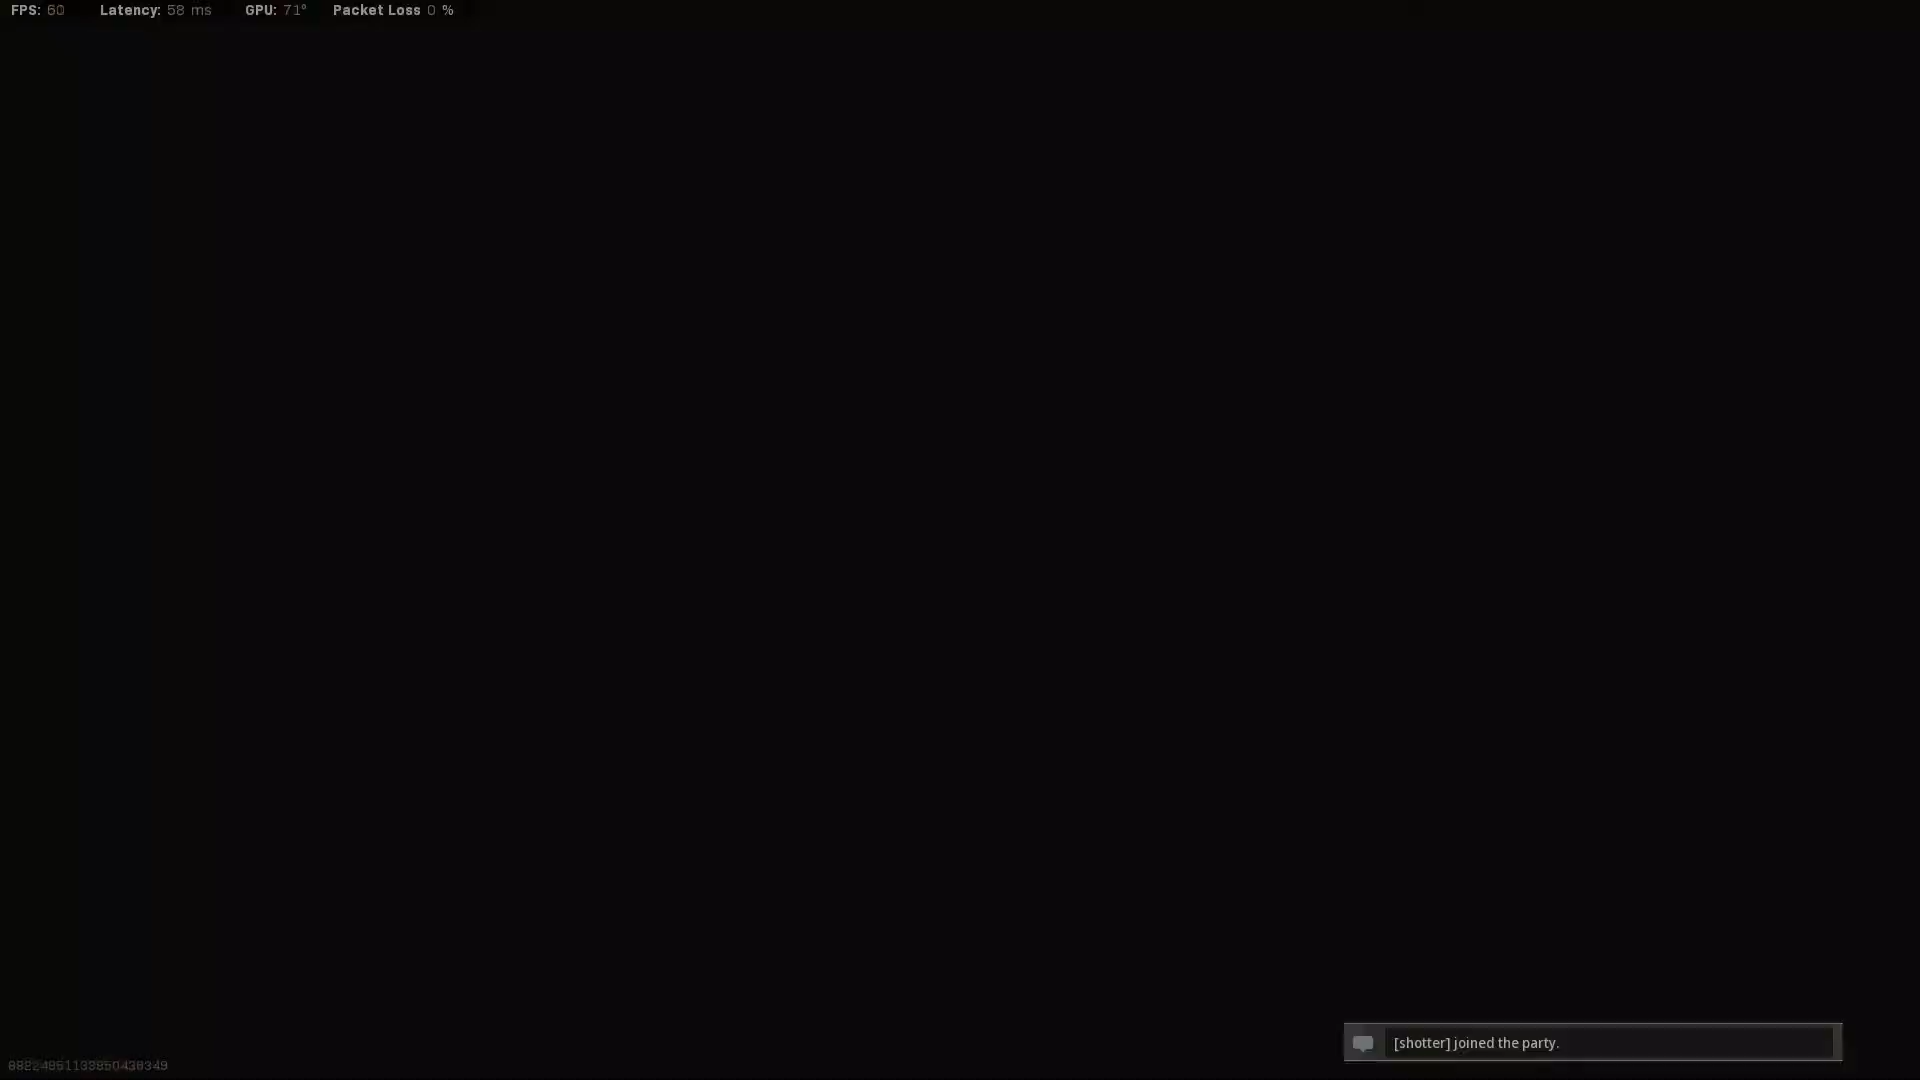 FPS: 60 Latency: 58 ms GPU: 71° Packet Loss 0 %
[shotter] joined the party.